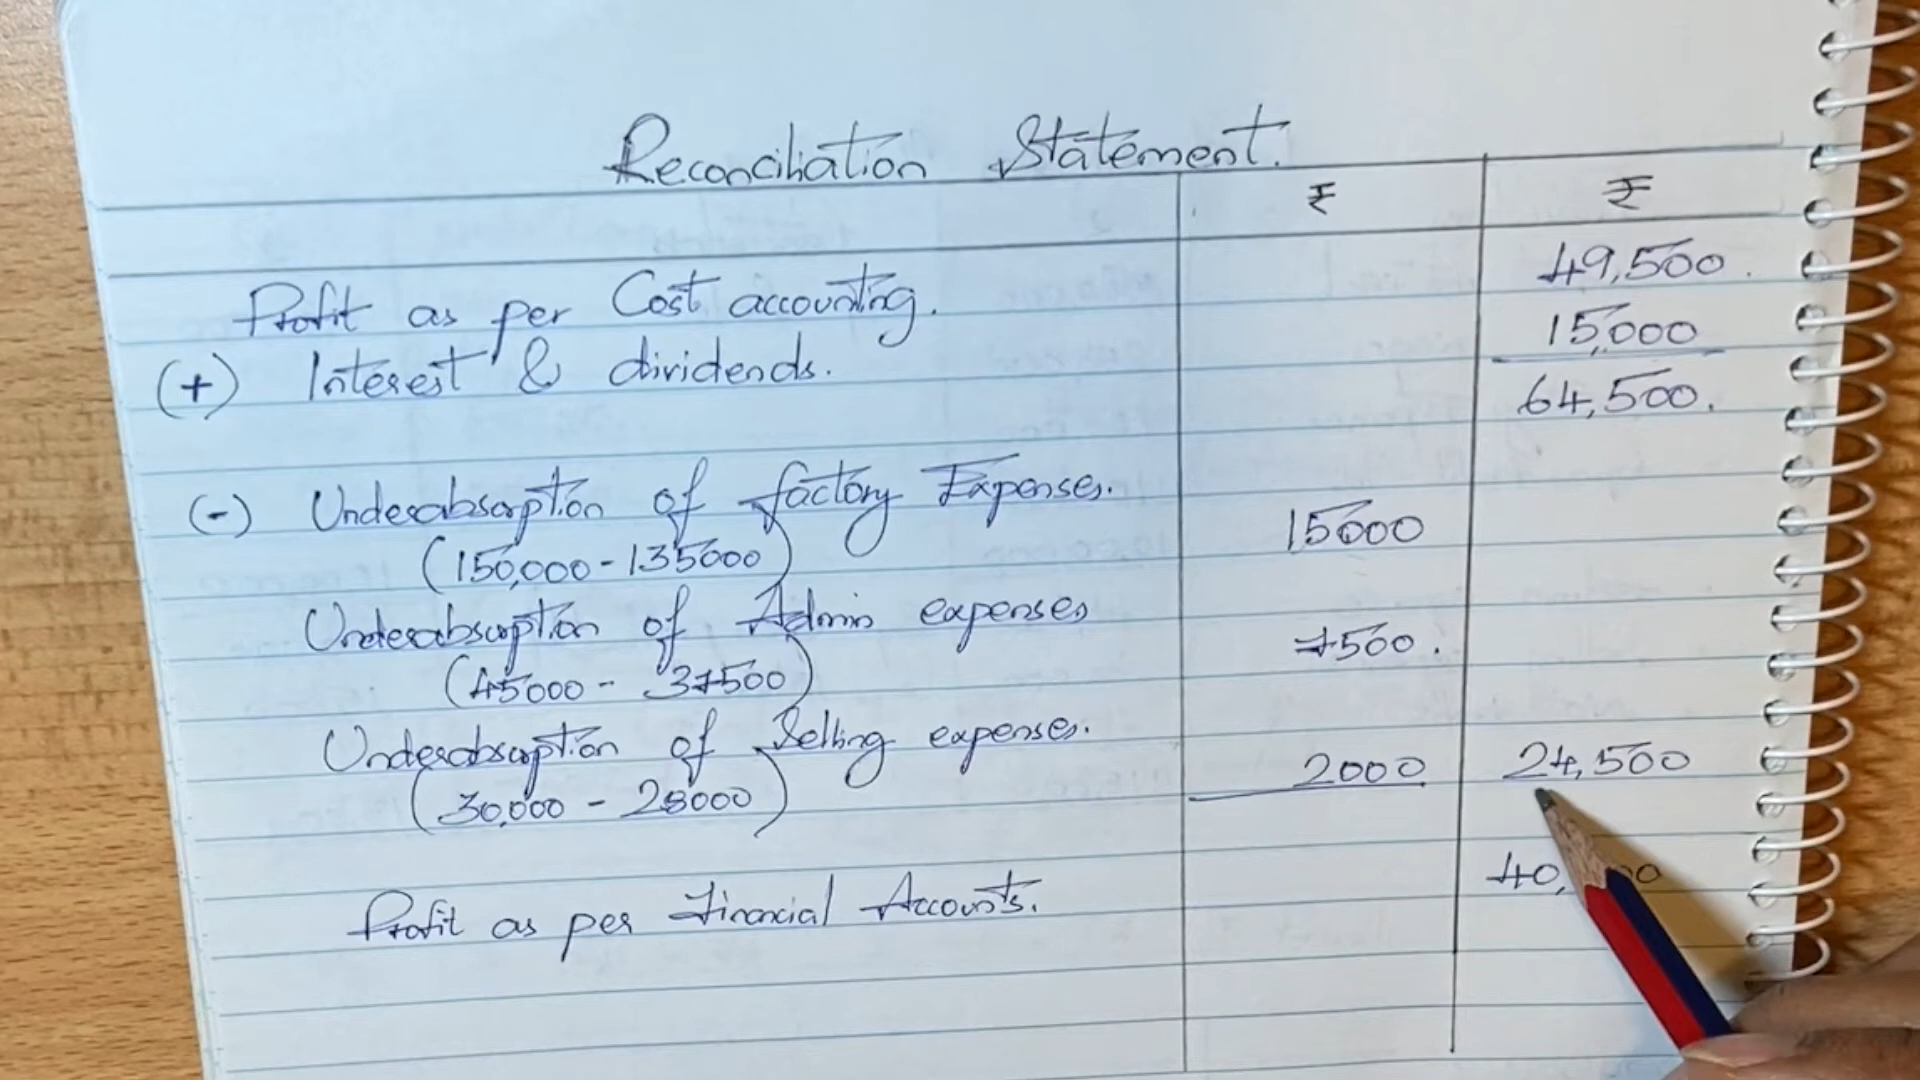 Reconciliation Statement.
₹ ₹
Profit as per Cost accounting. 49,500.
(+) Interest & dividends. 15,000
64,500.
(-) Underabsorption of factory Expenses. 15000
(150,000 - 135000)
Underabsorption of Admin expenses 7500.
(45000 - 37500)
Underabsorption of Selling expenses. 2000 24,500
(30,000 - 28000)
Profit as per Financial Accounts.